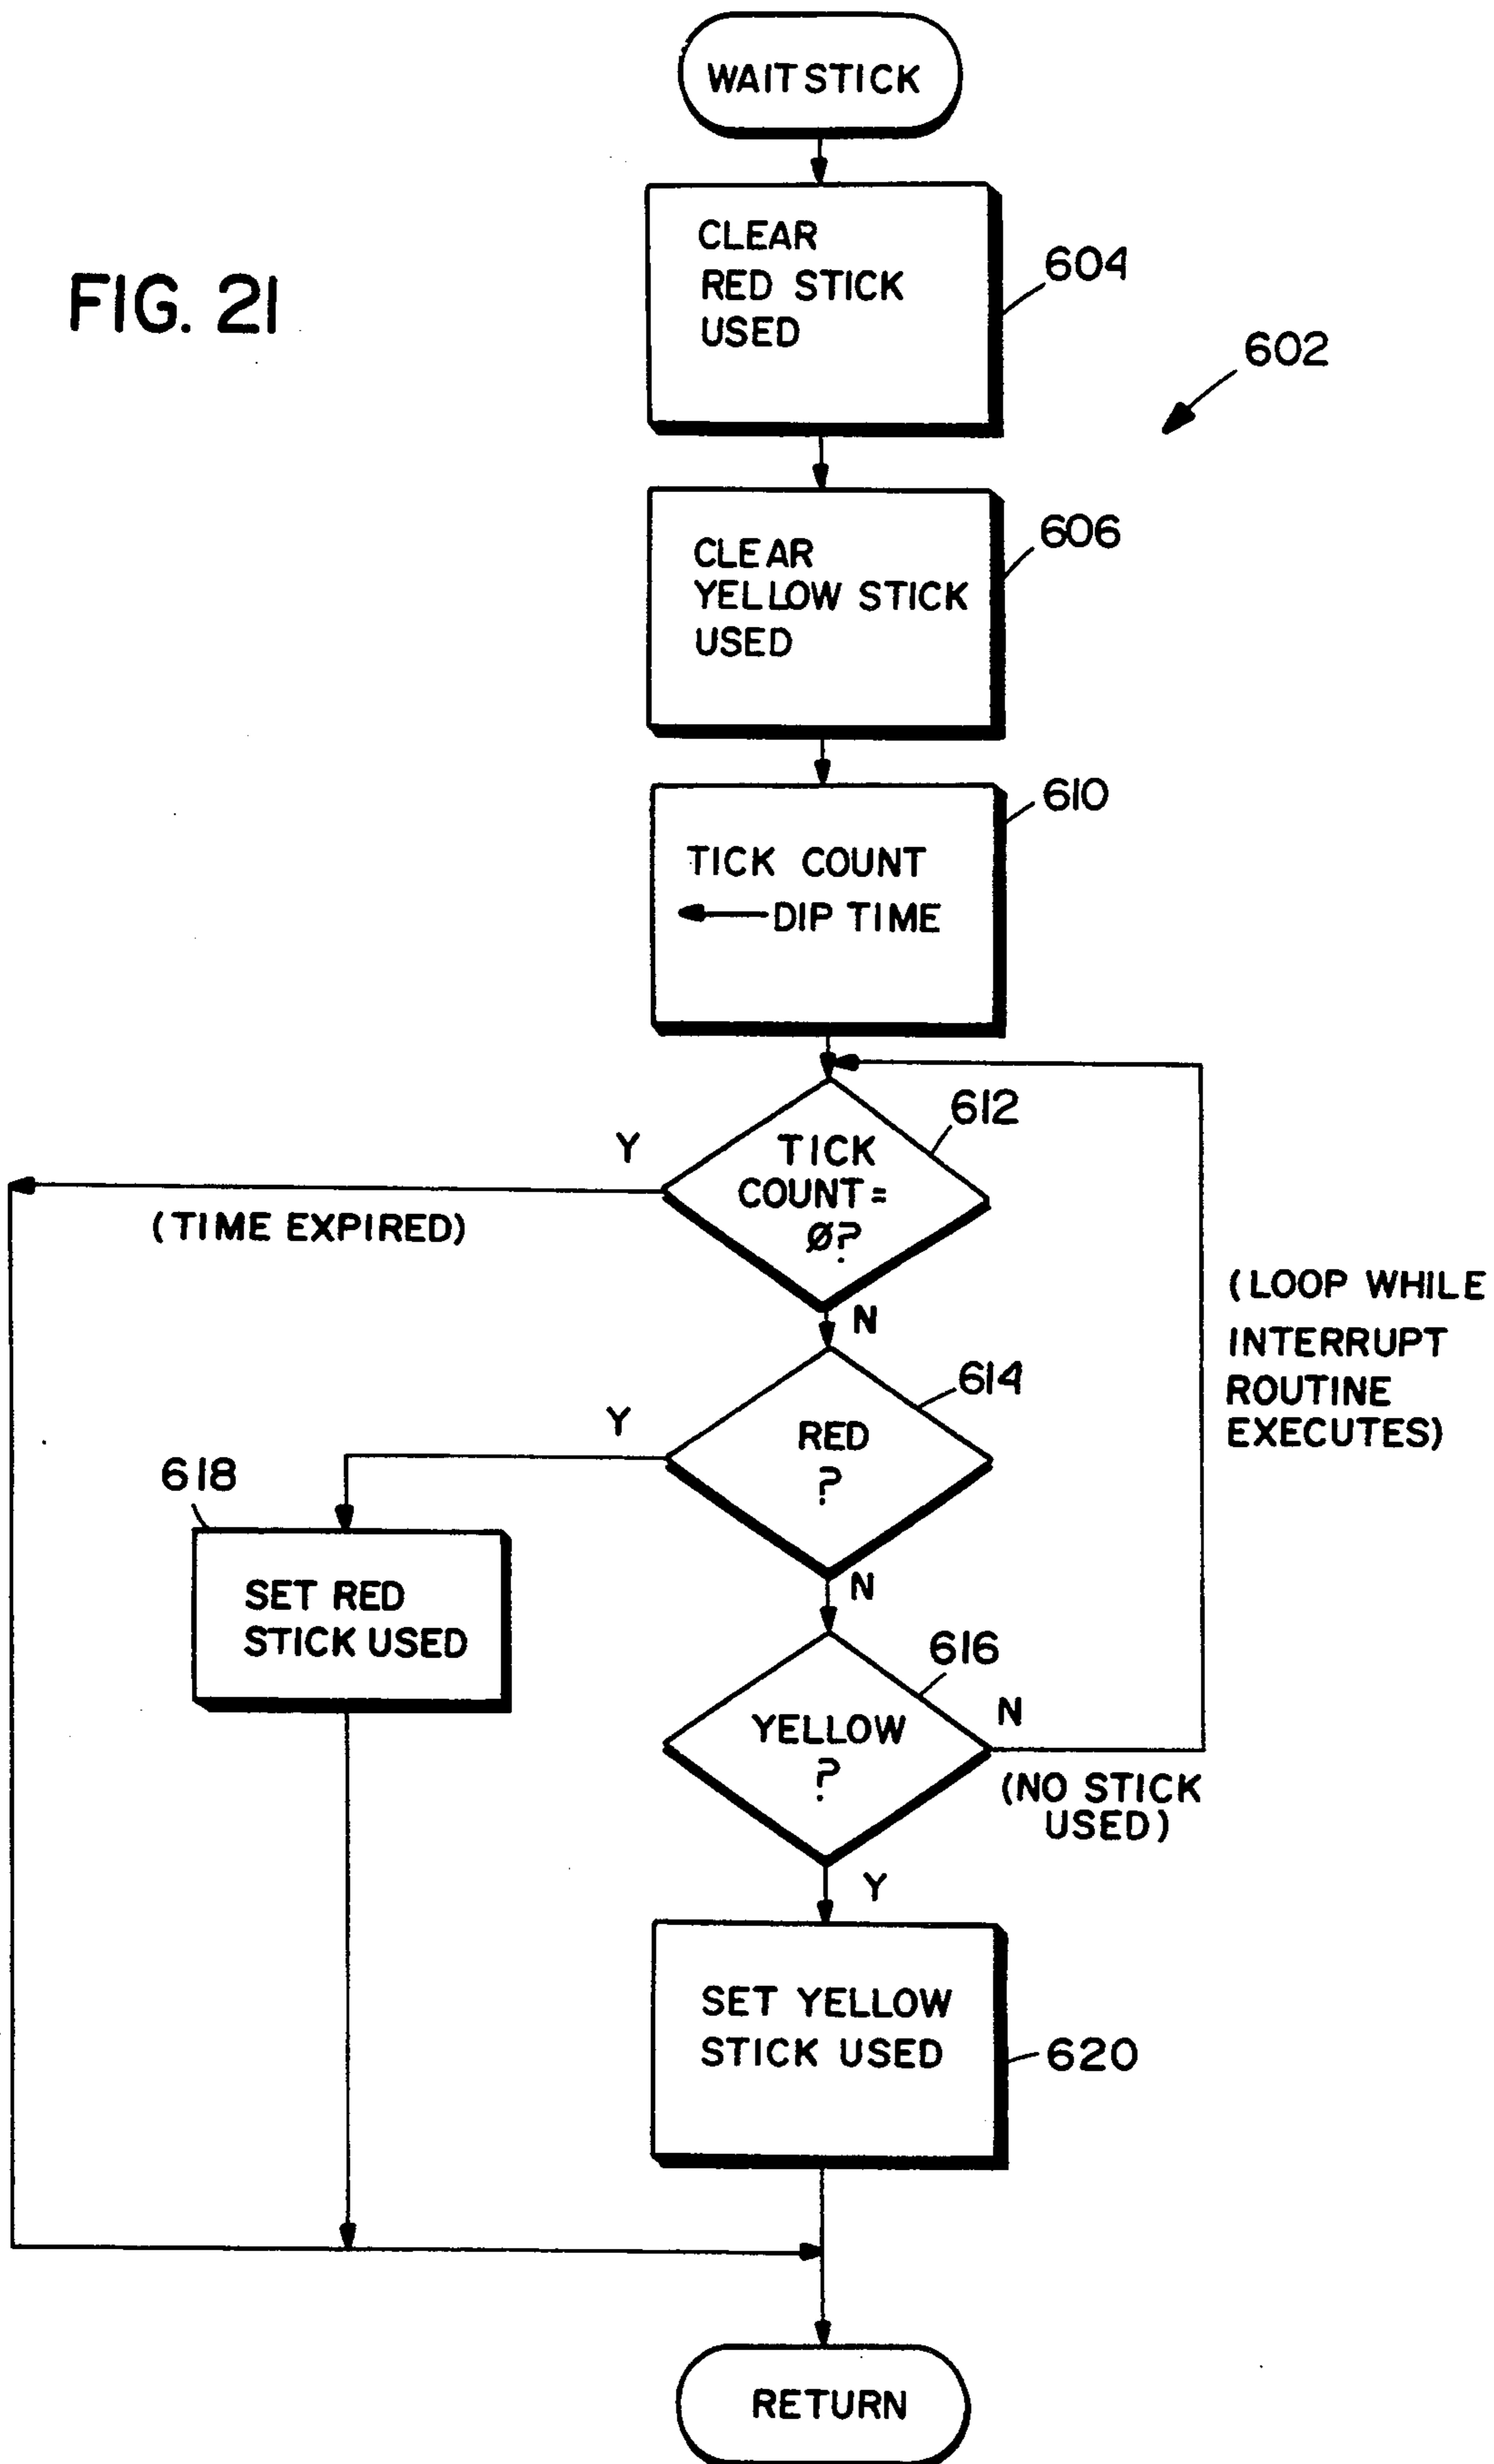 WAIT STICK
CLEAR
RED STICK
USED
604
FIG. 21
602
CLEAR
YELLOW STICK
USED
606
610
TICK COUNT
← DIP TIME
612
TICK
COUNT =
Ø?
Y
(TIME EXPIRED)
N
(LOOP WHILE
INTERRUPT
ROUTINE
EXECUTES)
614
RED
?
Y
N
618
SET RED
STICK USED
616
YELLOW
?
N
(NO STICK
USED)
Y
SET YELLOW
STICK USED
620
RETURN